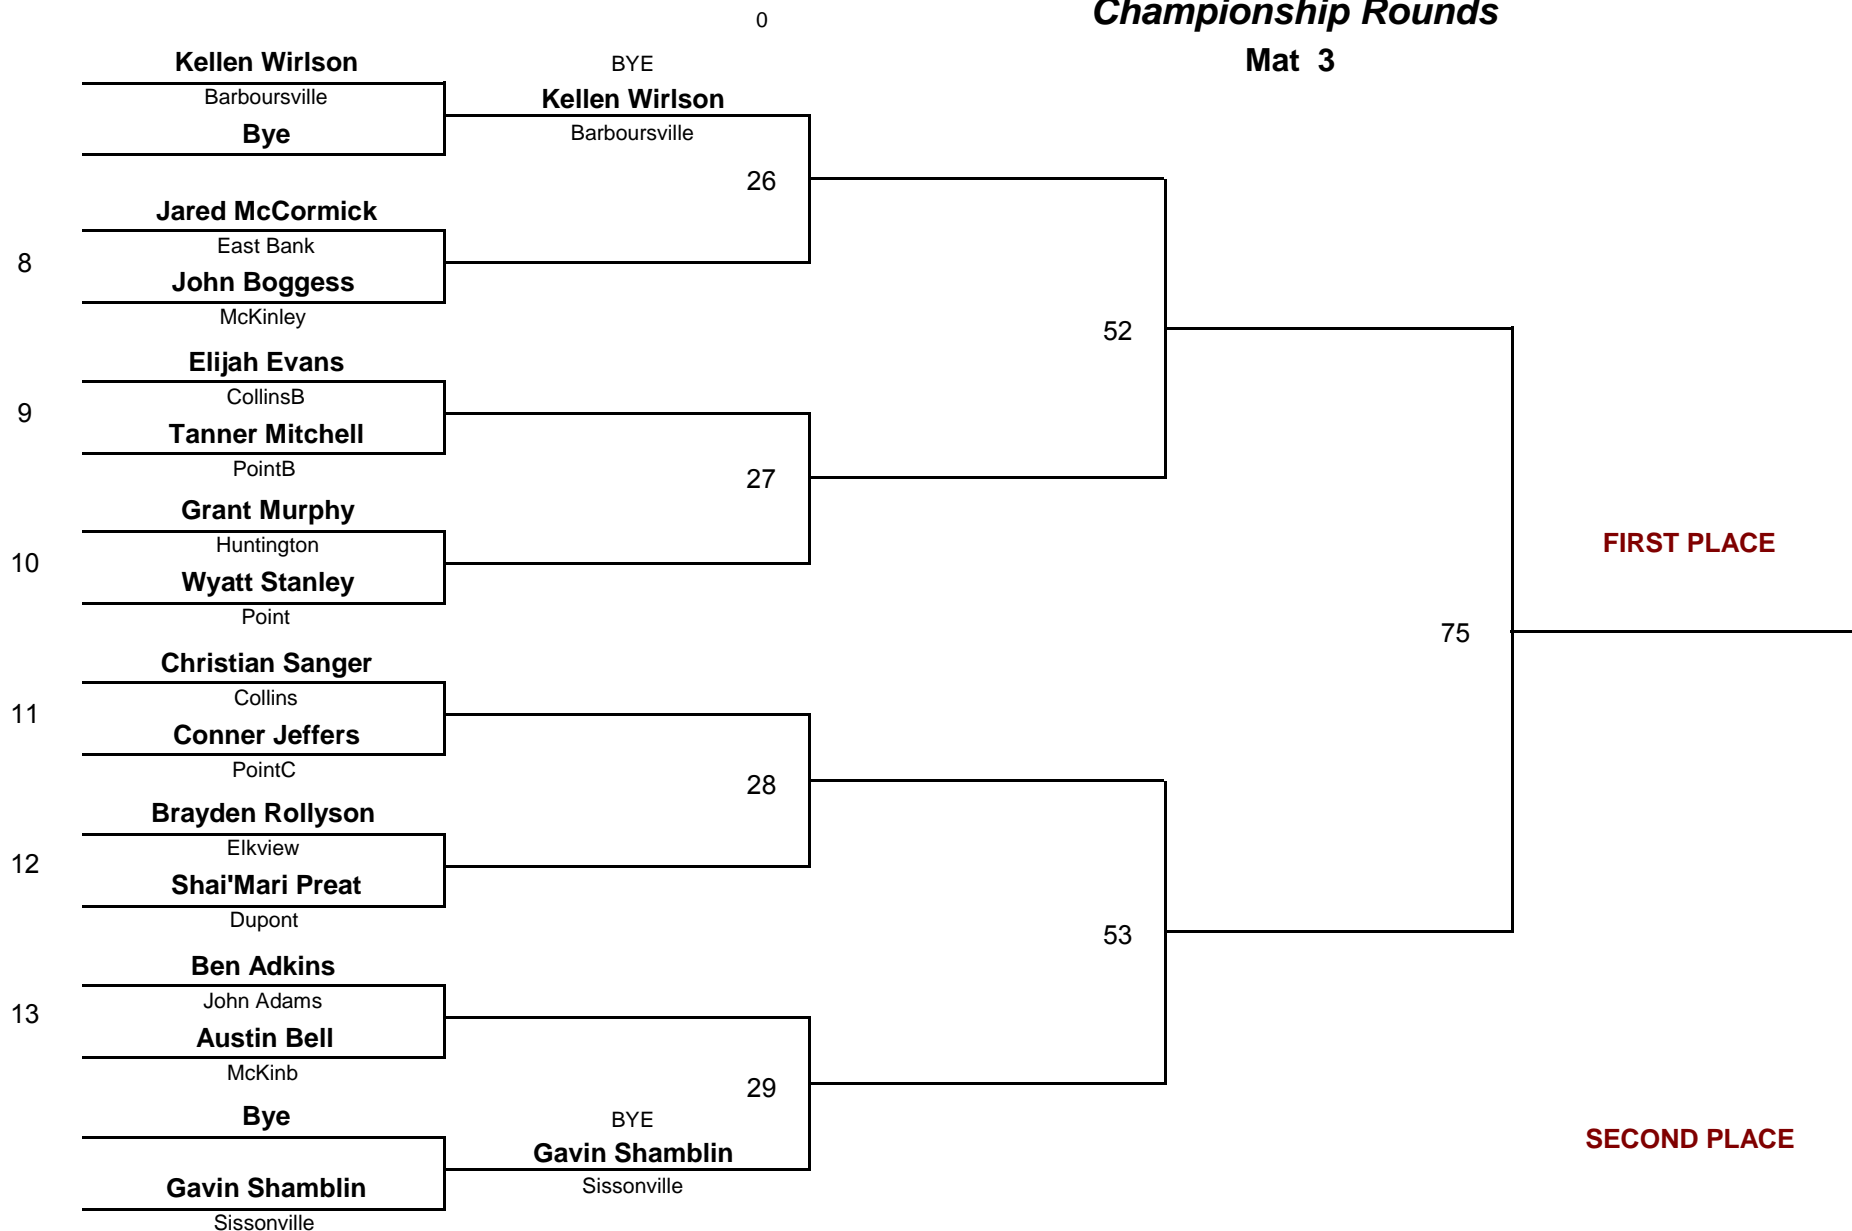 0
Championship Rounds
Mat 3
Kellen Wirlson
Barboursville
Bye
BYE
Kellen Wirlson
Barboursville
26
Jared McCormick
East Bank
8
John Boggess
McKinley
52
Elijah Evans
CollinsB
9
Tanner Mitchell
PointB
27
Grant Murphy
Huntington
10
Wyatt Stanley
Point
FIRST PLACE
75
Christian Sanger
Collins
11
Conner Jeffers
PointC
28
Brayden Rollyson
Elkview
12
Shai'Mari Preat
Dupont
53
Ben Adkins
John Adams
13
Austin Bell
McKinb
29
Bye
BYE
Gavin Shamblin
Sissonville
Gavin Shamblin
Sissonville
SECOND PLACE